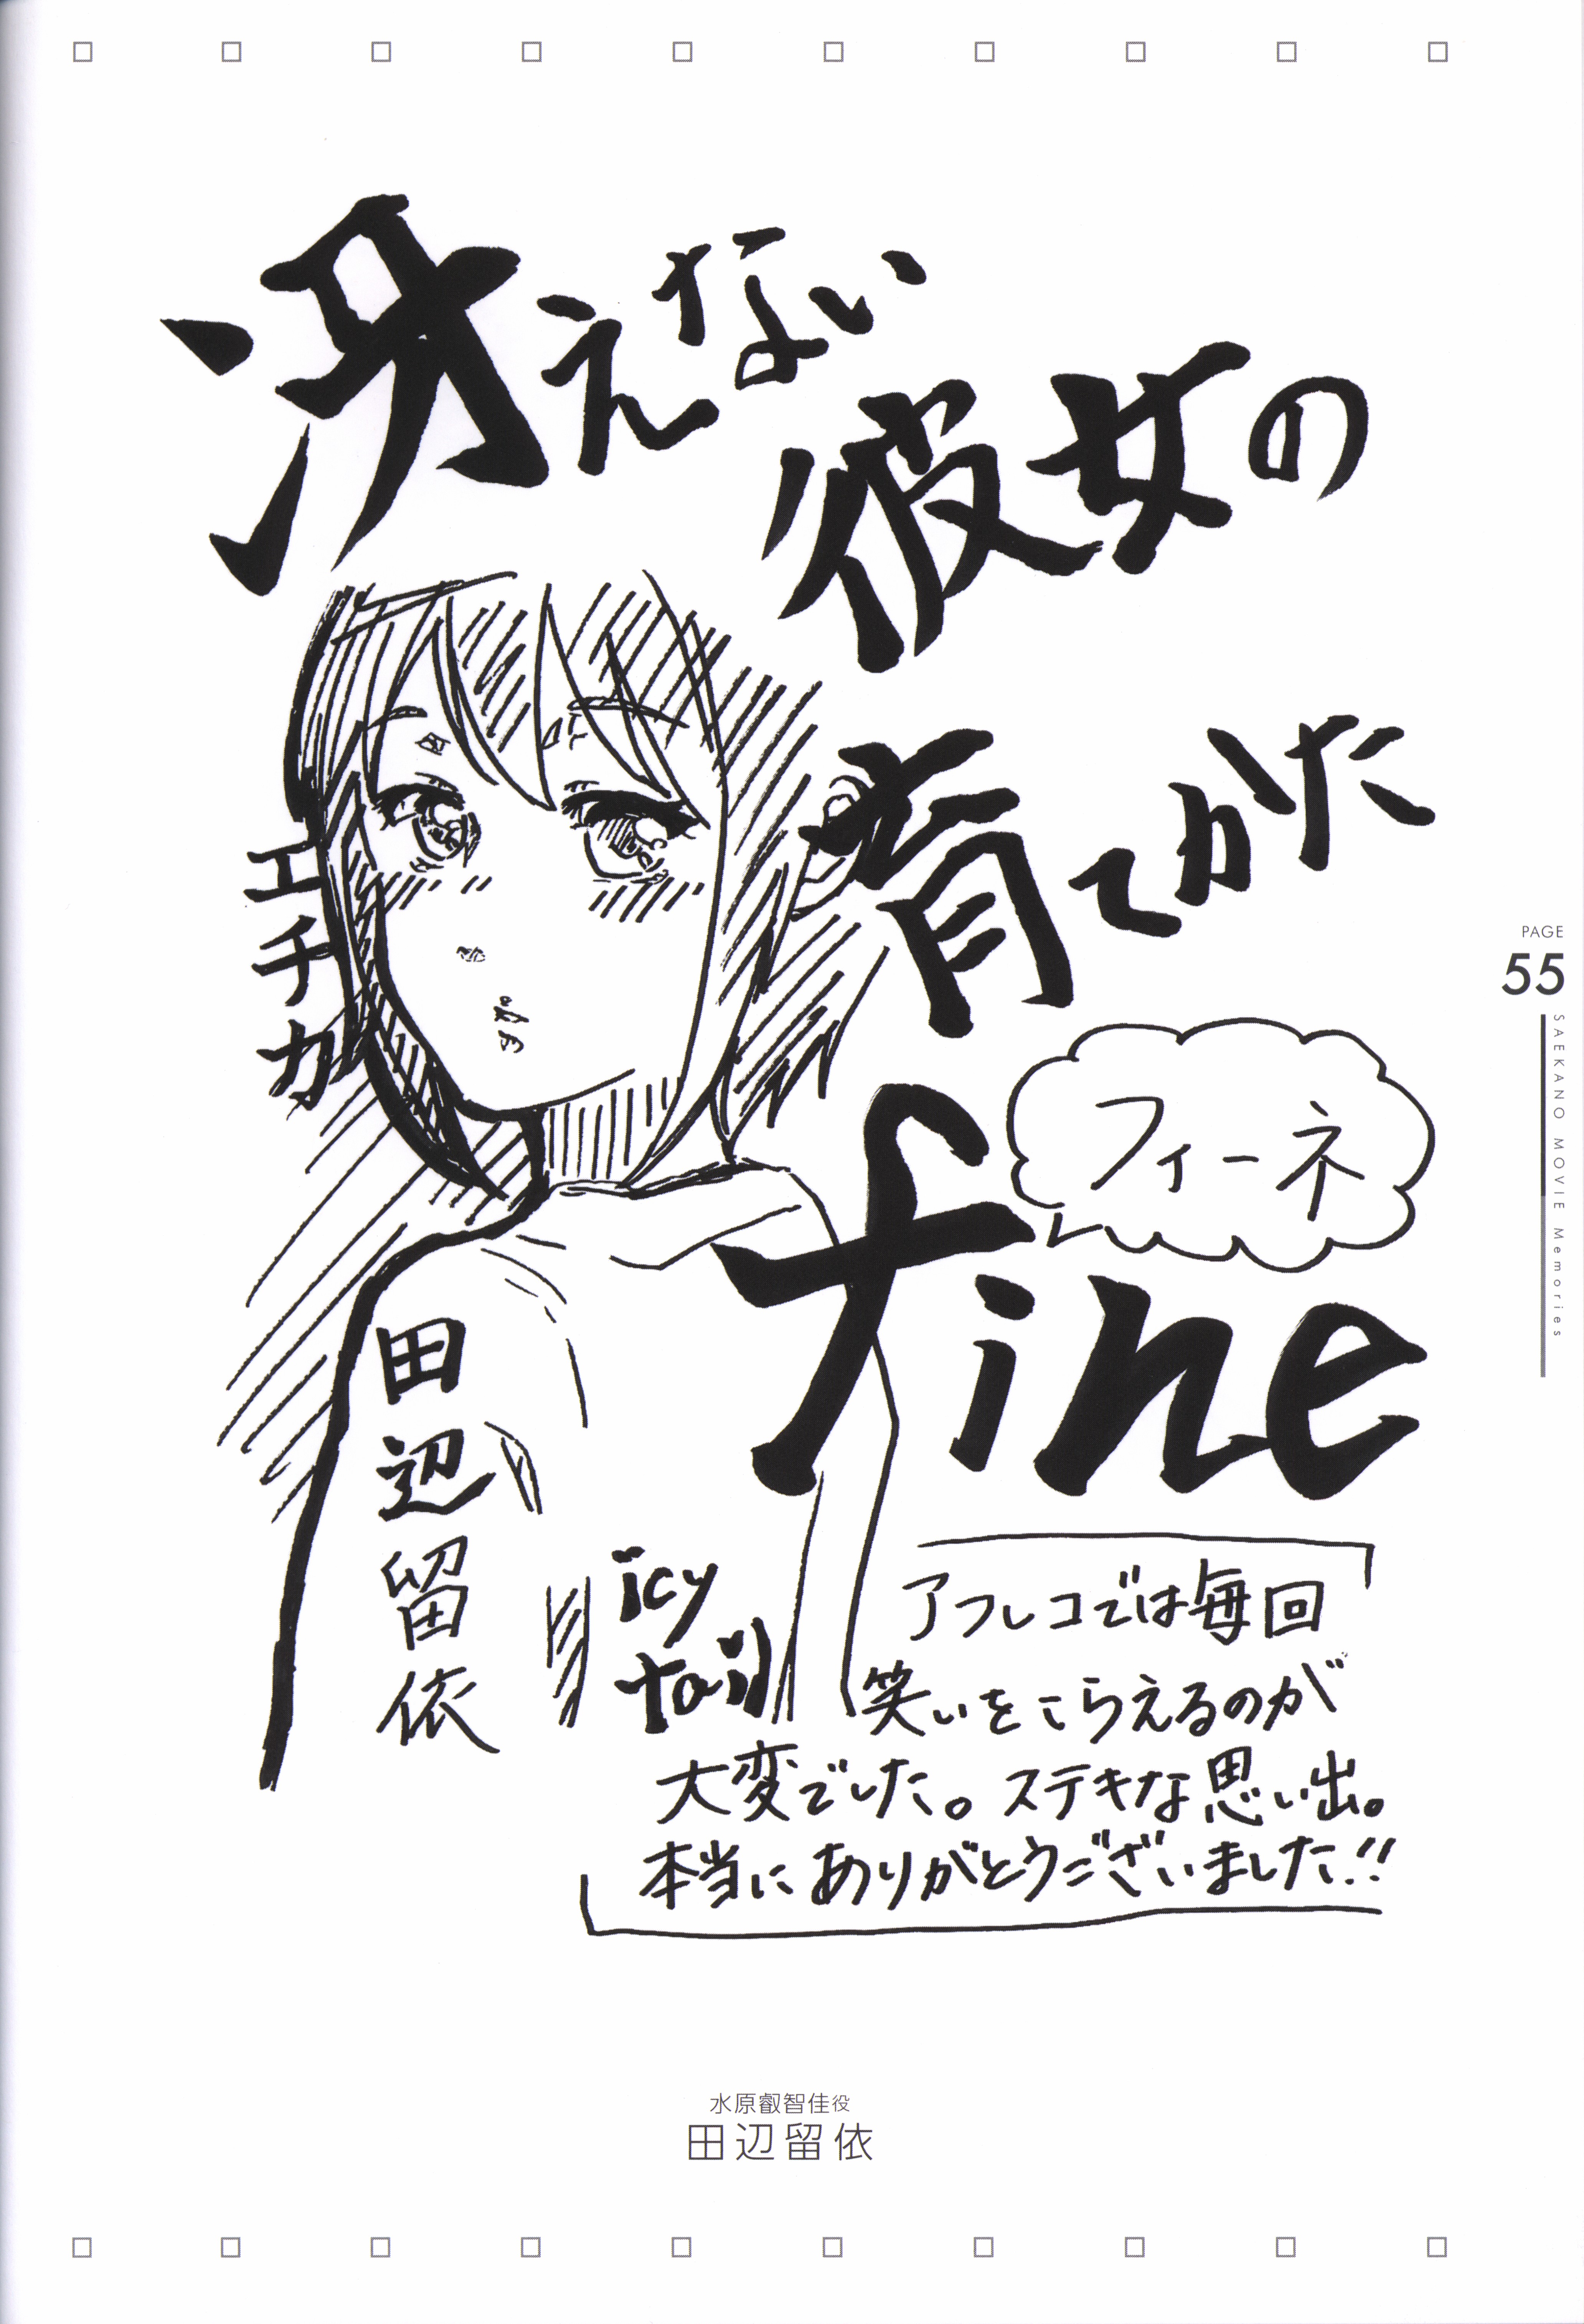 冴えない
彼女の
育てかた
fine
フィーネ
エチカ
田辺留依
icy
tail
アフレコでは毎回
笑いをこらえるのが
大変でした。ステキな思い出。
本当にありがとうございました!!
水原叡智佳役
田辺留依
PAGE
55
SAEKANO MOVIE Memories